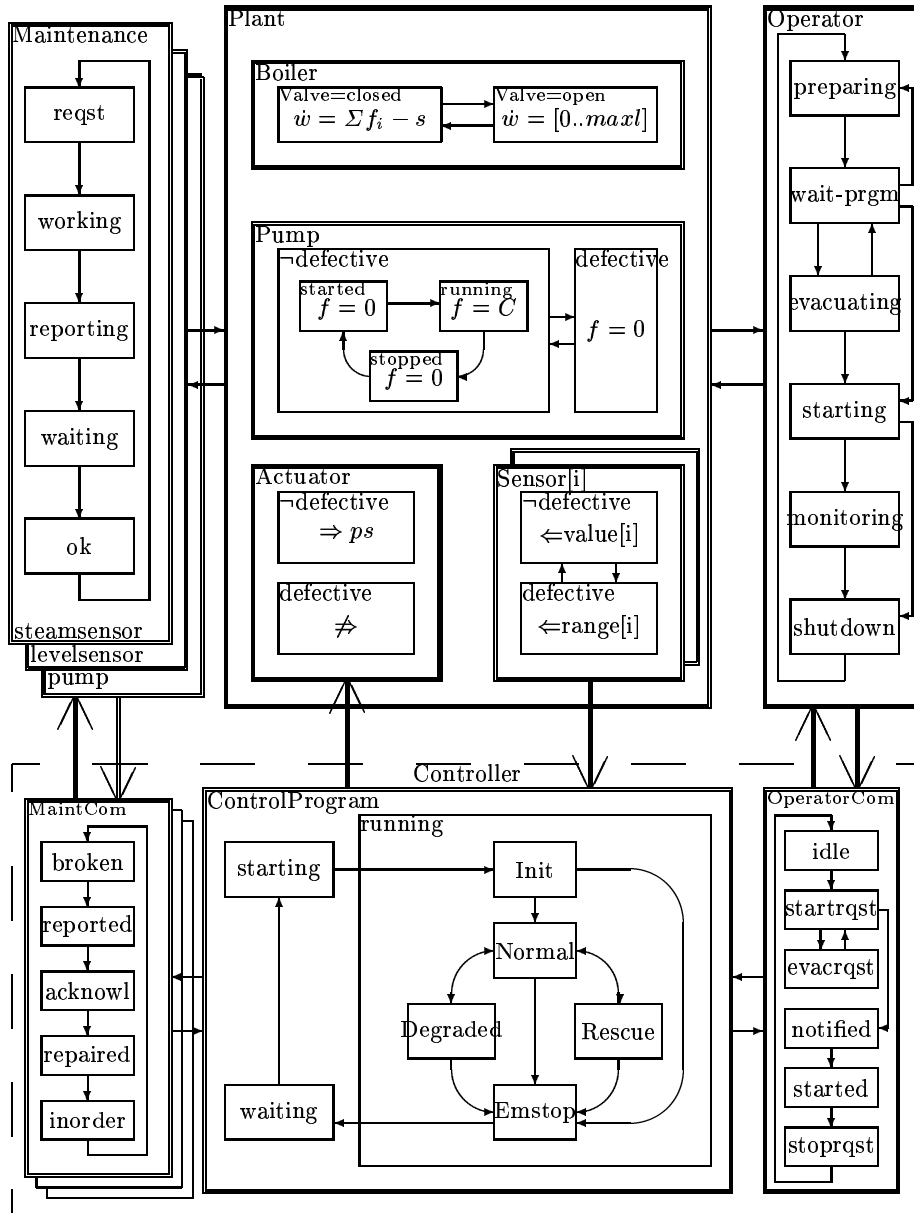 Maintenance
reqst
working
reporting
waiting
ok
steamsensor
levelsensor
pump
Plant
Boiler
Valve=closed
ẇ = Σf_i − s
Valve=open
ẇ = [0..maxl]
Pump
¬defective
started
f = 0
running
f = C
stopped
f = 0
defective
f = 0
Actuator
¬defective
⇒ ps
defective
⇏
Sensor[i]
¬defective
⇐value[i]
defective
⇐range[i]
Operator
preparing
wait-prgm
evacuating
starting
monitoring
shutdown
Controller
MaintCom
broken
reported
acknowl
repaired
inorder
ControlProgram
starting
waiting
running
Init
Normal
Degraded
Rescue
Emstop
OperatorCom
idle
startrqst
evacrqst
notified
started
stoprqst